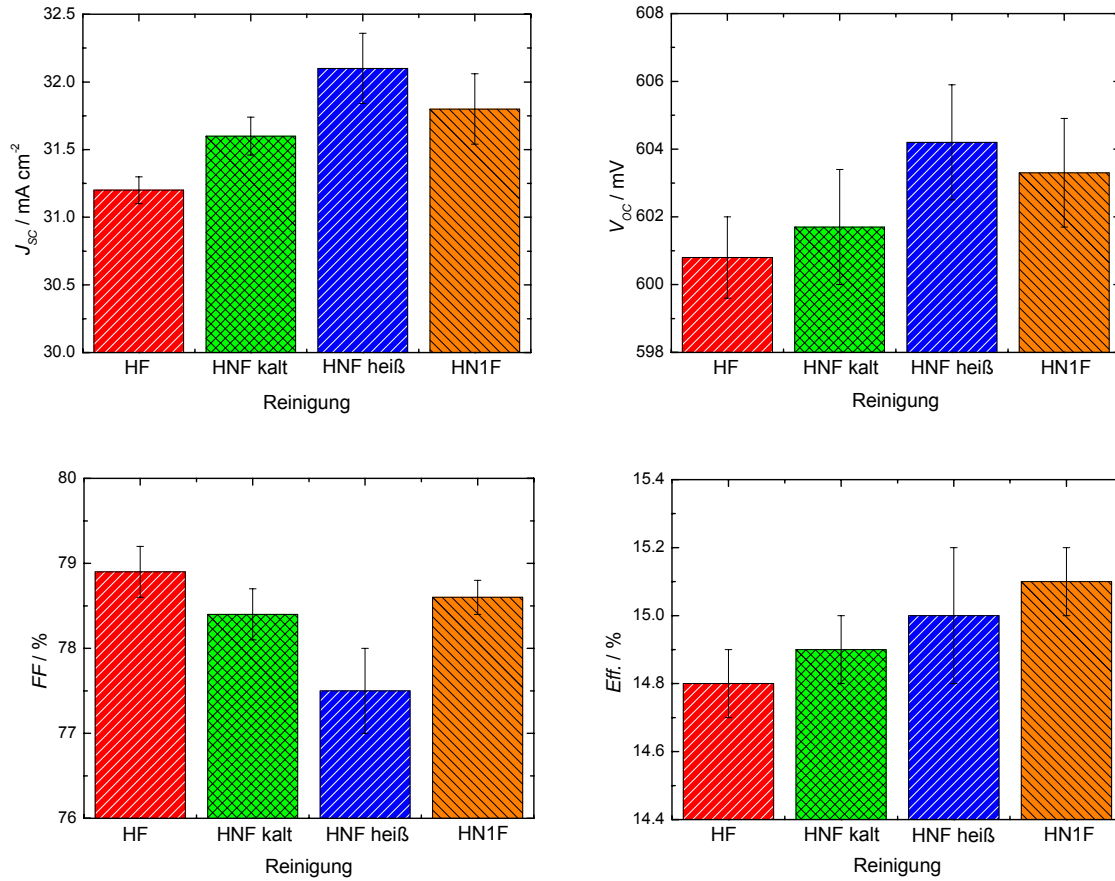 32.5
32.0
31.5
31.0
30.5
30.0
J_SC / mA cm⁻²
HF HNF kalt HNF heiß HN1F
Reinigung
608
606
604
602
600
598
V_OC / mV
HF HNF kalt HNF heiß HN1F
Reinigung
80
79
78
77
76
FF / %
HF HNF kalt HNF heiß HN1F
Reinigung
15.4
15.2
15.0
14.8
14.6
14.4
Eff. / %
HF HNF kalt HNF heiß HN1F
Reinigung